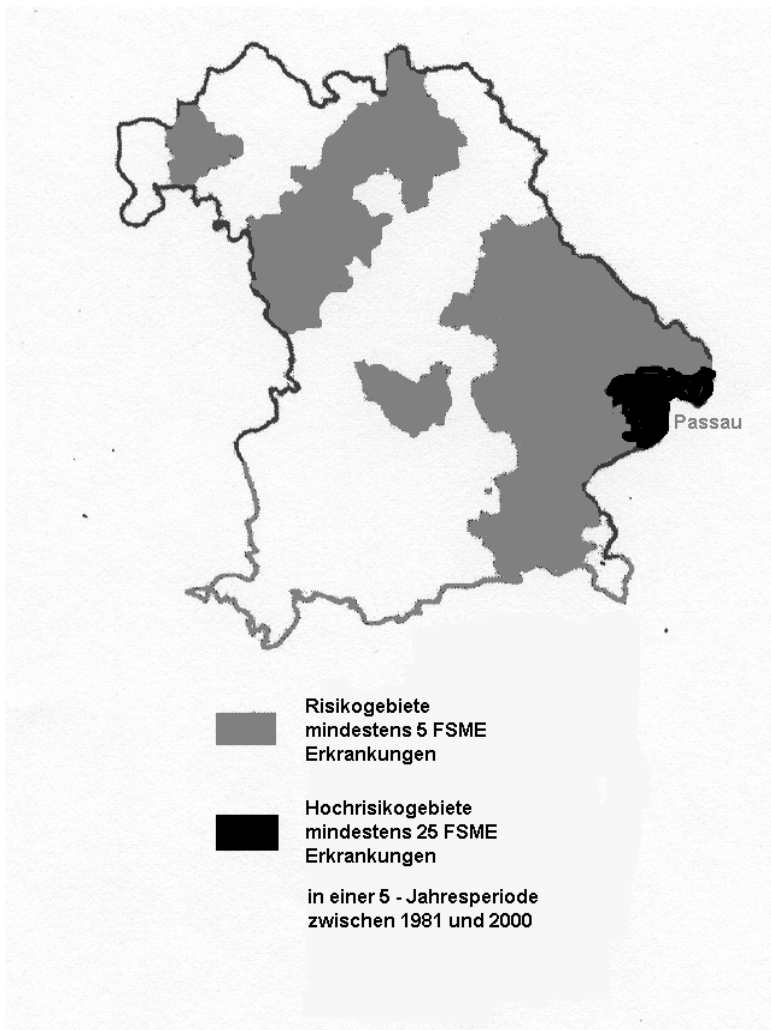 Passau
Risikogebiete
mindestens 5 FSME
Erkrankungen
Hochrisikogebiete
mindestens 25 FSME
Erkrankungen
in einer 5 - Jahresperiode
zwischen 1981 und 2000